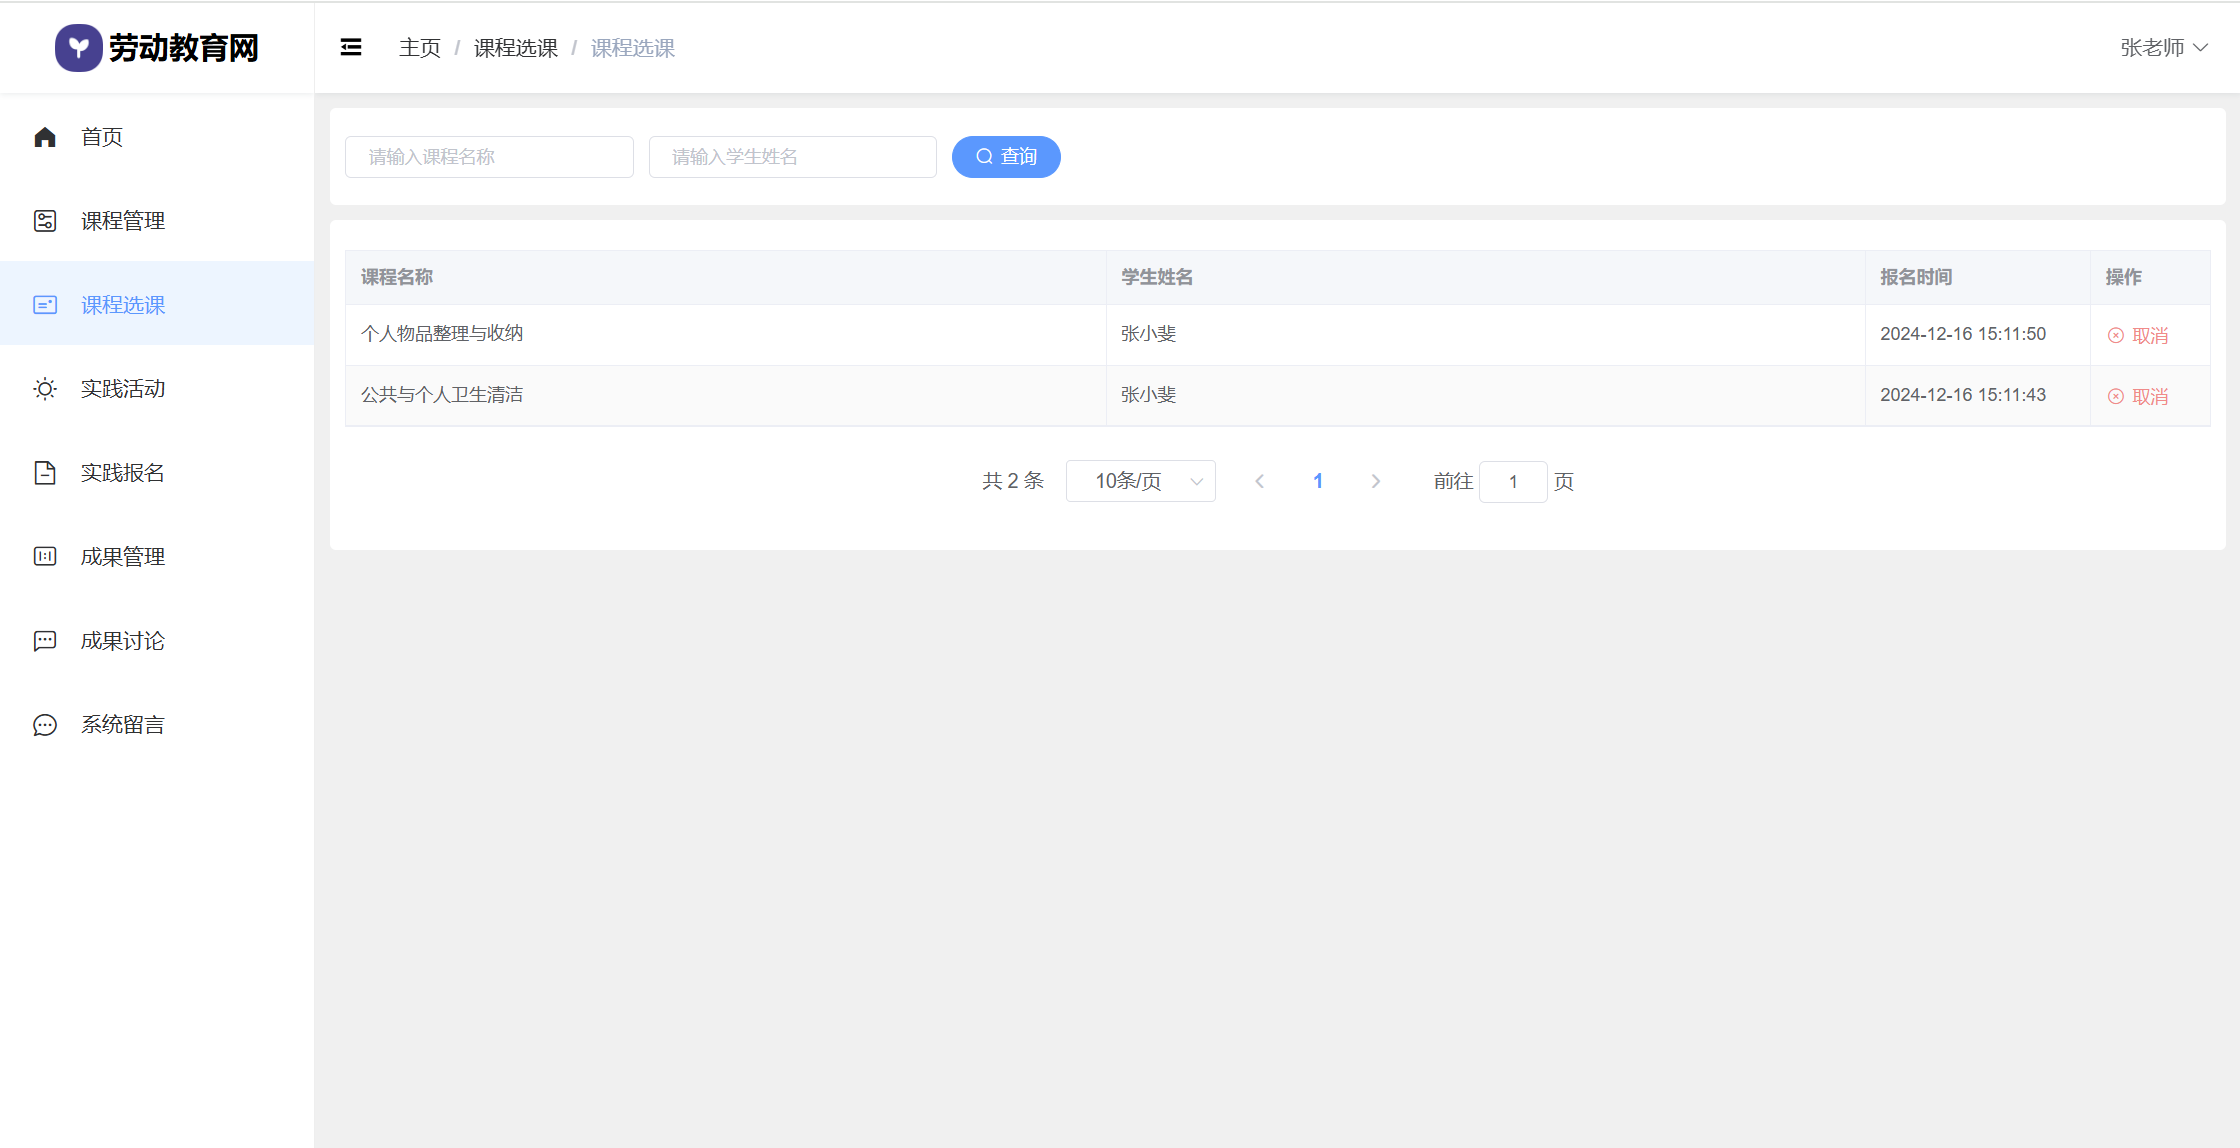 劳动教育网
主页 / 课程选课 / 课程选课
张老师
首页
课程管理
课程选课
实践活动
实践报名
成果管理
成果讨论
系统留言
请输入课程名称 请输入学生姓名 查询
课程名称 学生姓名 报名时间 操作
个人物品整理与收纳 张小斐 2024-12-16 15:11:50 取消
公共与个人卫生清洁 张小斐 2024-12-16 15:11:43 取消
共 2 条 10条/页 1 前往 1 页